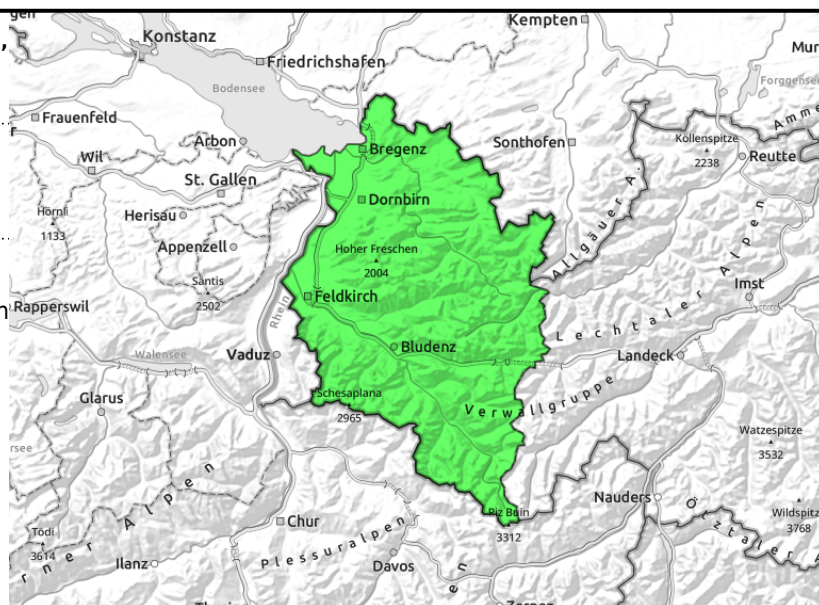 Kempten
Konstanz
Friedrichshafen
Bodensee
Forggensee
Frauenfeld
Arbon
Bregenz
Sonthofen
Köllenspitze
2238
Reutte
Wil
St. Gallen
Dornbirn
Herisau
Hörnli
1133
Appenzell
Hoher Freschen
2004
Allgäuer A.
Säntis
2502
Imst
Rapperswil
Feldkirch
Rhein
Lechtaler Alpen
Walensee
Vaduz
Bludenz
Landeck
Glarus
Schesaplana
2965
Verwallgruppe
Watzespitze
3532
Nauders
Piz Buin
3312
Chur
Plessuralpen
Tödi
3614
Ilanz
Davos
3768